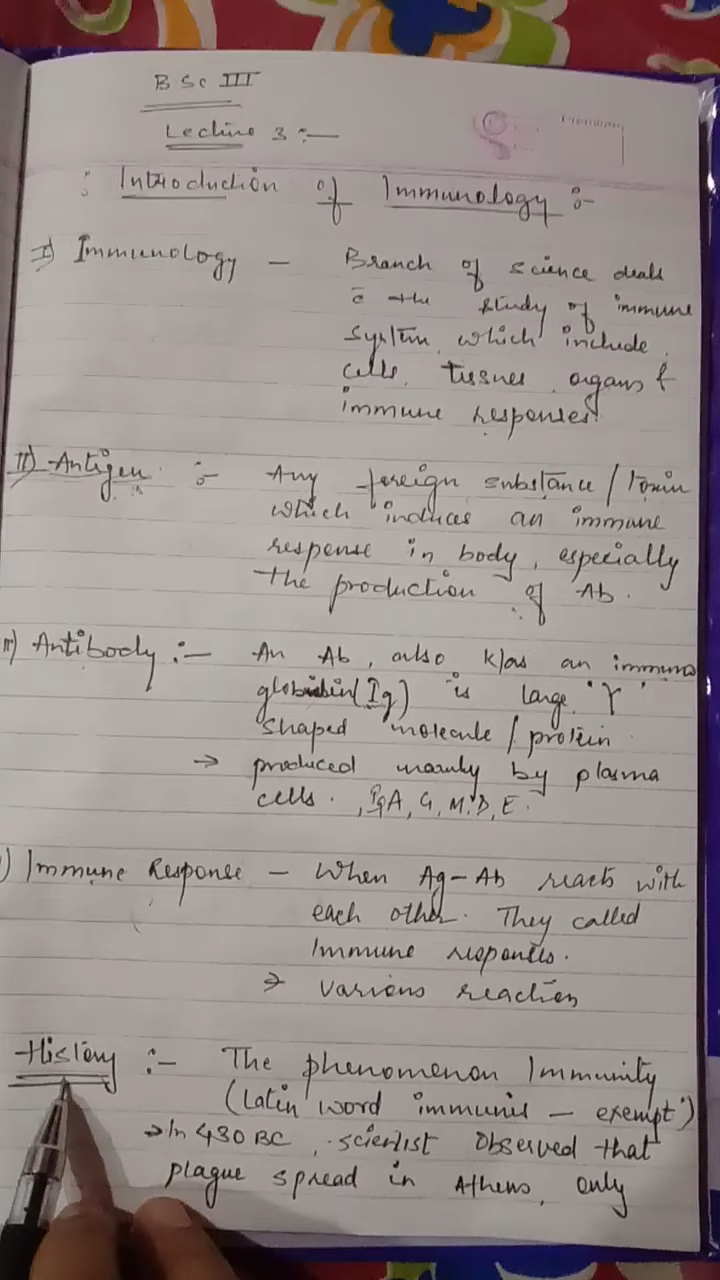 BSc III
Lecture 3 :—
: Introduction of Immunology :-
I) Immunology — Branch of science deals
c̄ the study of immune
system, which include
cells, tissues, organs &
immune responses.
II) Antigen :- Any foreign substance / Toxin
which induces an immune
response in body, especially
the production of Ab.
III) Antibody :— An Ab, also k/as an immuno
globulin (Ig) is large "Y"
shaped molecule / protein
→ produced mainly by plasma
cells. , IgA, G, M, D, E.
) Immune Response — When Ag-Ab reacts with
each other. They called
Immune responses.
→ various reaction
History :— The phenomenon Immunity
(Latin word immunis — exempt)
→ In 430 BC, scientist observed that
plague spread in Athens, only